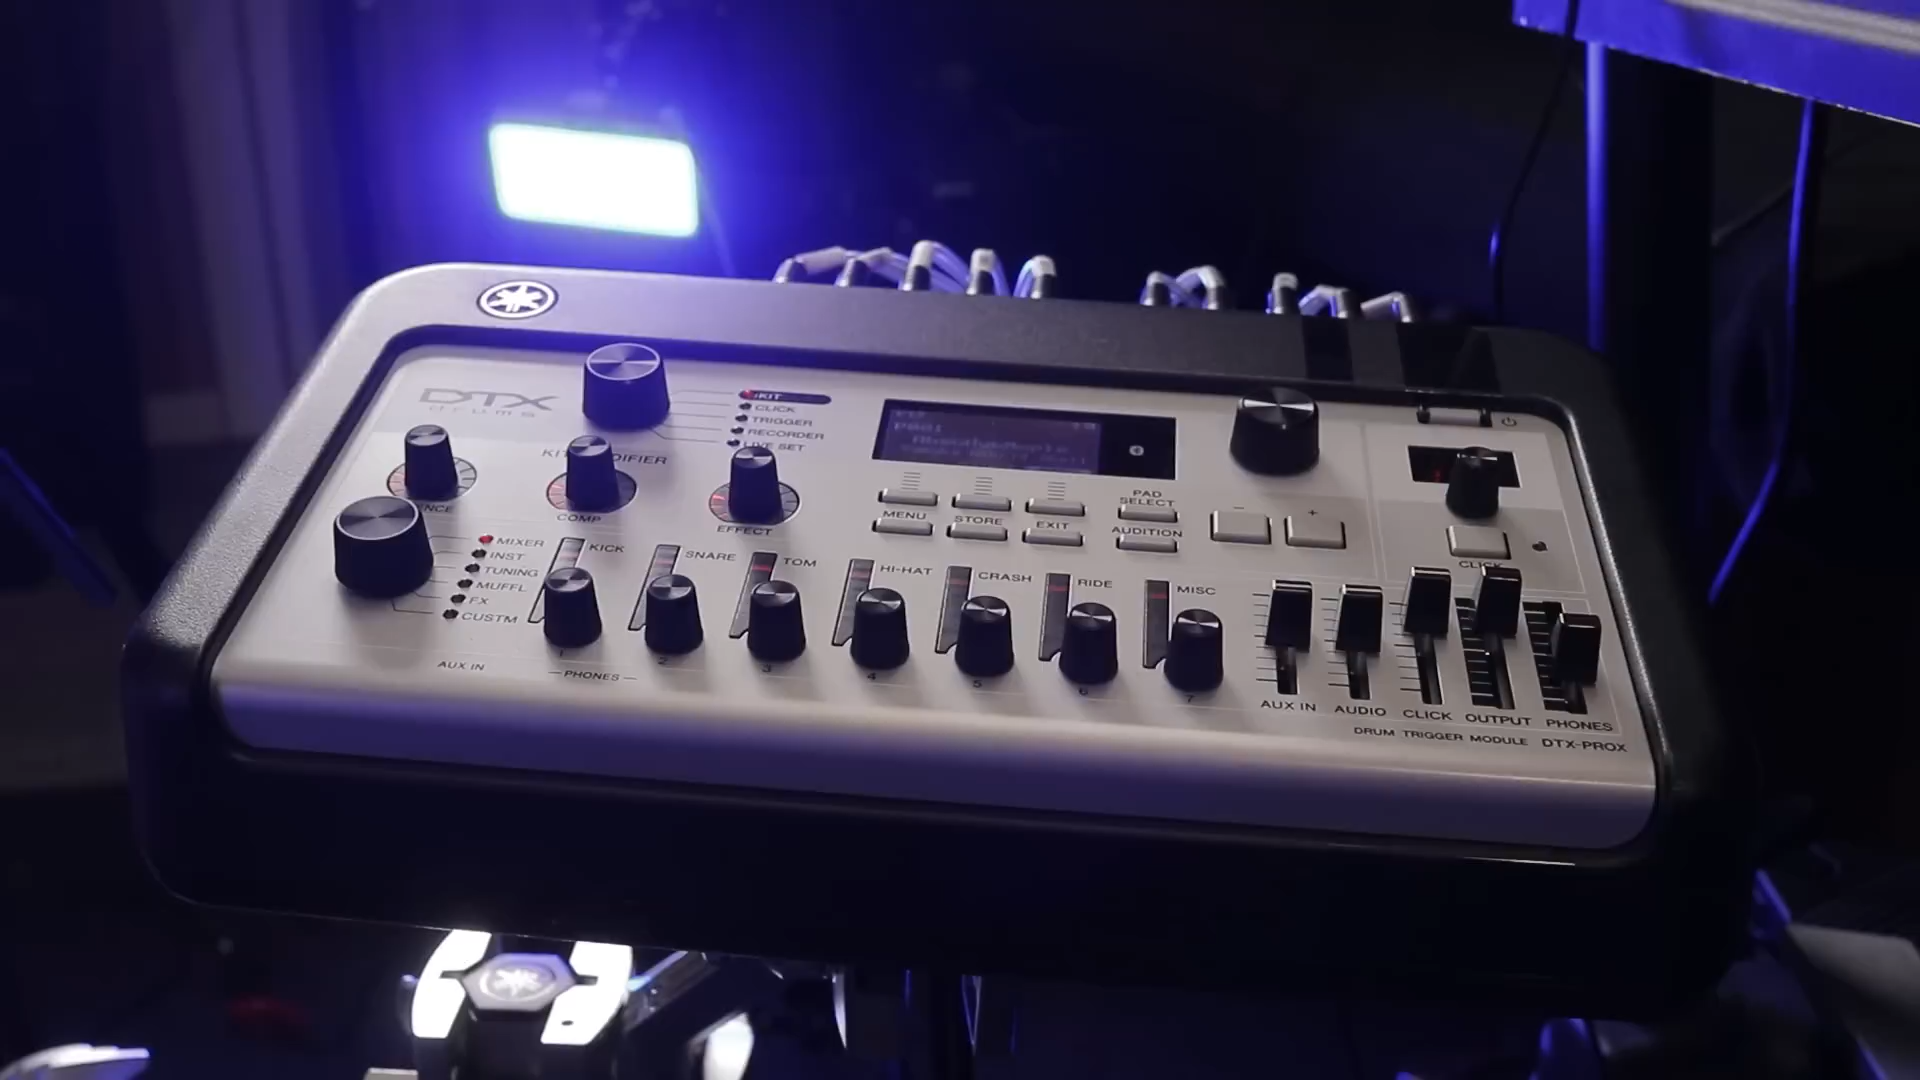 DTX
drums
KIT
CLICK
TRIGGER
RECORDER
LIVE SET
COMP
EFFECT
MIXER
INST
TUNING
MUFFL
FX
CUSTM
MENU
STORE
EXIT
PAD
SELECT
AUDITION
−
+
CLICK
KICK
SNARE
TOM
HI-HAT
CRASH
RIDE
MISC
1
2
3
4
5
6
7
AUX IN
PHONES
AUX IN
AUDIO
CLICK
OUTPUT
PHONES
DRUM TRIGGER MODULE DTX-PROX